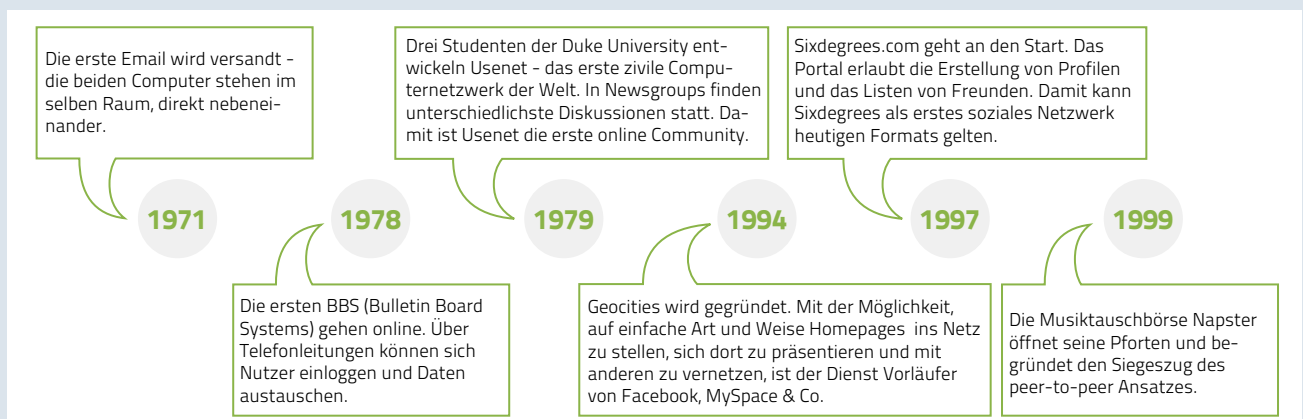 Die erste Email wird versandt -
die beiden Computer stehen im
selben Raum, direkt nebenei-
nander.
Drei Studenten der Duke University ent-
wickeln Usenet - das erste zivile Compu-
ternetzwerk der Welt. In Newsgroups finden
unterschiedlichste Diskussionen statt. Da-
mit ist Usenet die erste online Community.
Sixdegrees.com geht an den Start. Das
Portal erlaubt die Erstellung von Profilen
und das Listen von Freunden. Damit kann
Sixdegrees als erstes soziales Netzwerk
heutigen Formats gelten.
1971
1978
1979
1994
1997
1999
Die ersten BBS (Bulletin Board
Systems) gehen online. Über
Telefonleitungen können sich
Nutzer einloggen und Daten
austauschen.
Geocities wird gegründet. Mit der Möglichkeit,
auf einfache Art und Weise Homepages ins Netz
zu stellen, sich dort zu präsentieren und mit
anderen zu vernetzen, ist der Dienst Vorläufer
von Facebook, MySpace & Co.
Die Musiktauschbörse Napster
öffnet seine Pforten und be-
gründet den Siegeszug des
peer-to-peer Ansatzes.